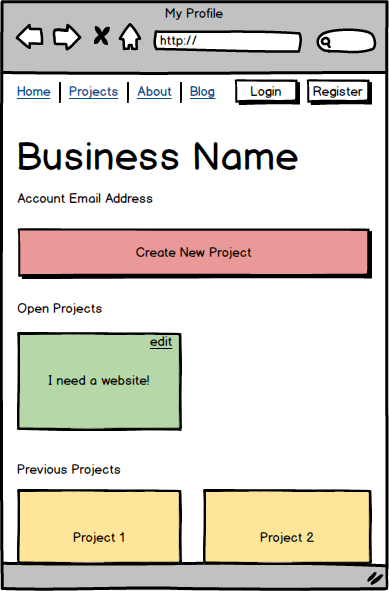 My Profile
http://
Home Projects About Blog Login Register
Business Name
Account Email Address
Create New Project
Open Projects
edit
I need a website!
Previous Projects
Project 1 Project 2